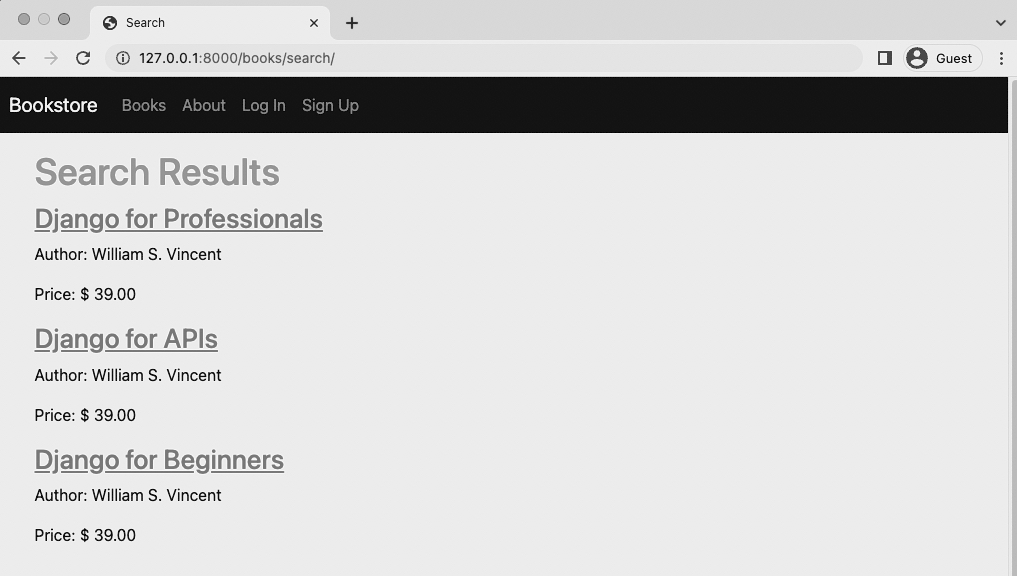 Search
127.0.0.1:8000/books/search/
Guest
Bookstore Books About Log In Sign Up
Search Results
Django for Professionals
Author: William S. Vincent
Price: $ 39.00
Django for APIs
Author: William S. Vincent
Price: $ 39.00
Django for Beginners
Author: William S. Vincent
Price: $ 39.00